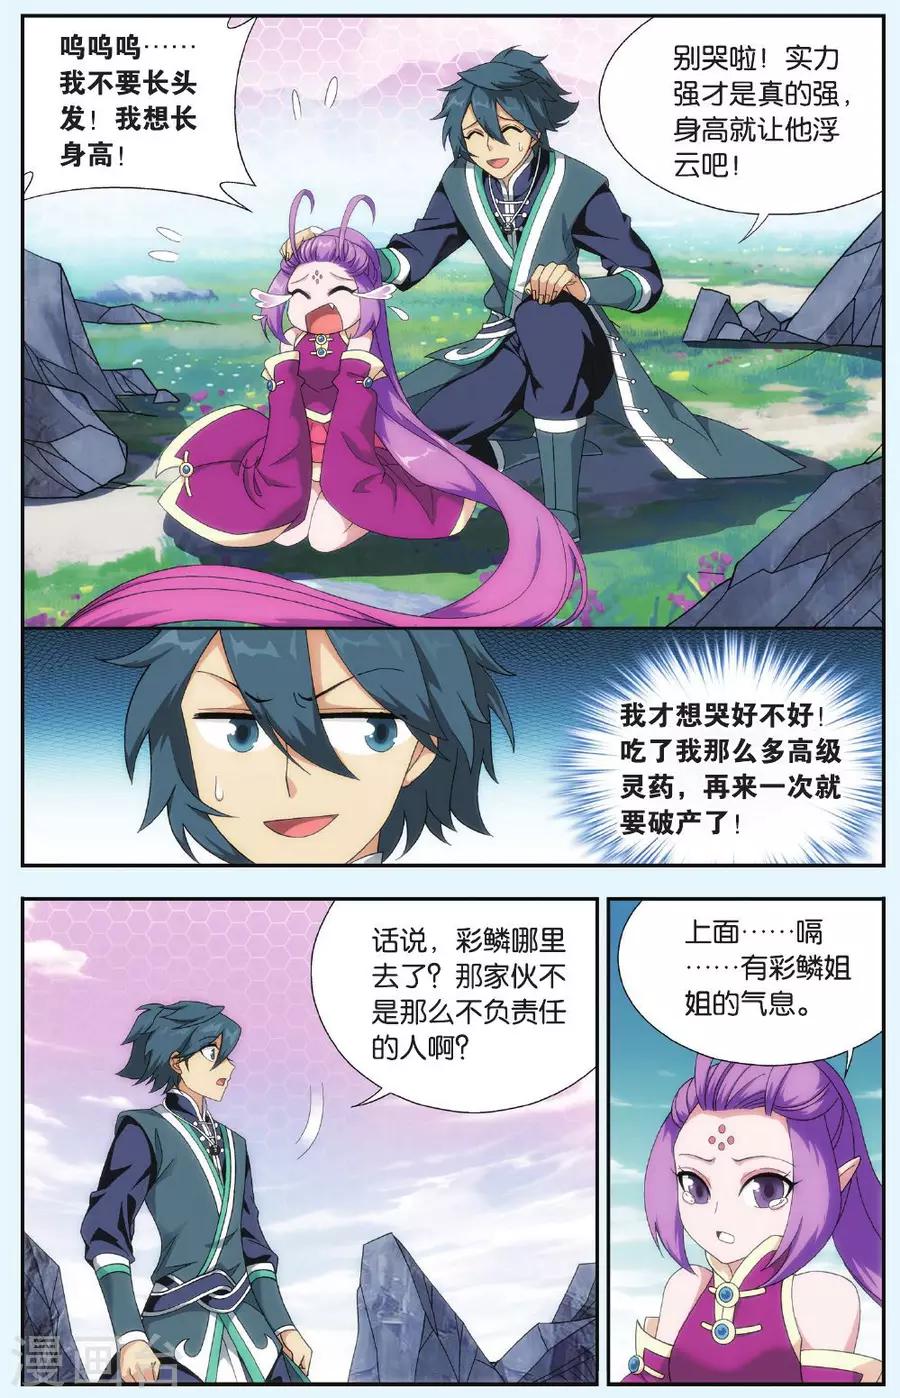 呜呜呜……
我不要长头
发！我想长
身高！
别哭啦！实力
强才是真的强，
身高就让他浮
云吧！
我才想哭好不好！
吃了我那么多高级
灵药，再来一次就
要破产了！
话说，彩鳞哪里
去了？那家伙不
是那么不负责任
的人啊？
上面……嗝
……有彩鳞姐
姐的气息。
漫画台